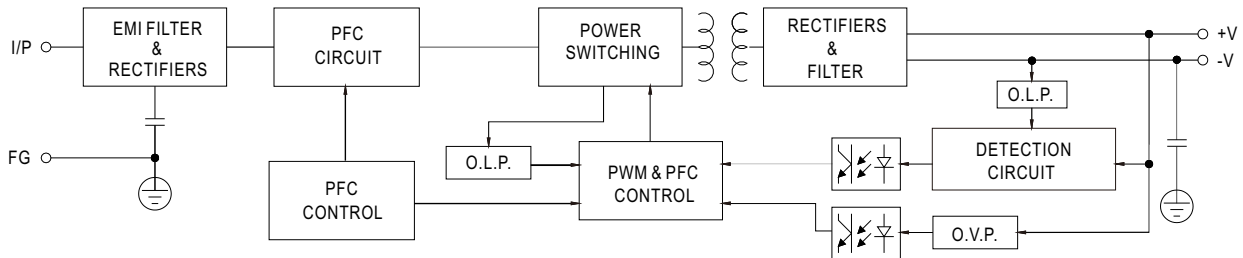 I/P
EMI FILTER
&
RECTIFIERS
PFC
CIRCUIT
POWER
SWITCHING
RECTIFIERS
&
FILTER
+V
-V
O.L.P.
FG
O.L.P.
PFC
CONTROL
PWM & PFC
CONTROL
DETECTION
CIRCUIT
O.V.P.